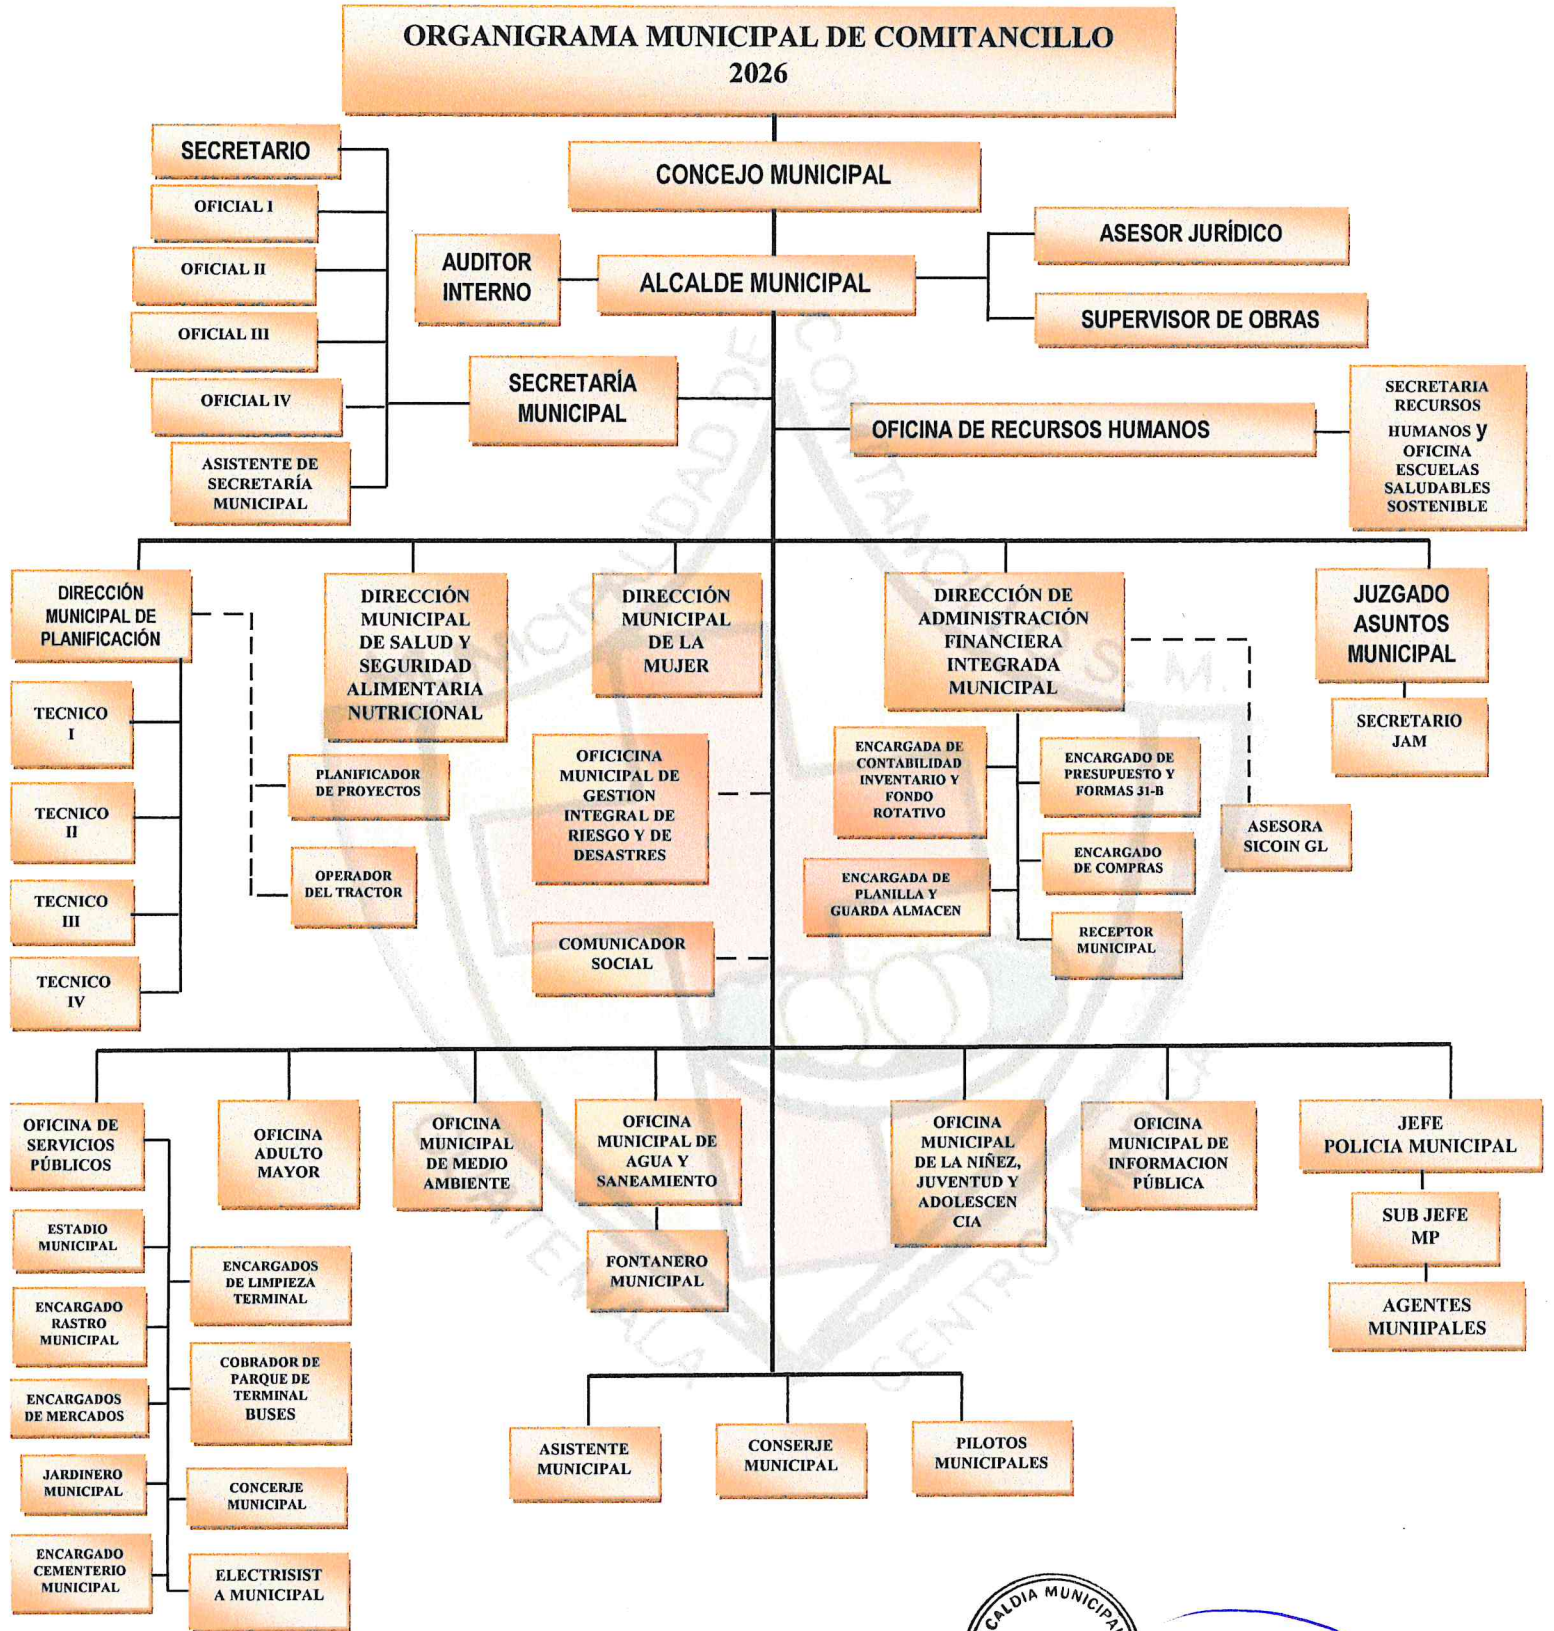 ORGANIGRAMA MUNICIPAL DE COMITANCILLO
2026
CONCEJO MUNICIPAL
SECRETARIO
OFICIAL I
OFICIAL II
OFICIAL III
OFICIAL IV
ASISTENTE DE
SECRETARÍA
MUNICIPAL
AUDITOR
INTERNO
ALCALDE MUNICIPAL
ASESOR JURÍDICO
SUPERVISOR DE OBRAS
SECRETARÍA
MUNICIPAL
OFICINA DE RECURSOS HUMANOS
SECRETARIA
RECURSOS
HUMANOS y
OFICINA
ESCUELAS
SALUDABLES
SOSTENIBLE
DIRECCIÓN
MUNICIPAL DE
PLANIFICACIÓN
TECNICO
I
TECNICO
II
TECNICO
III
TECNICO
IV
PLANIFICADOR
DE PROYECTOS
OPERADOR
DEL TRACTOR
DIRECCIÓN
MUNICIPAL
DE SALUD Y
SEGURIDAD
ALIMENTARIA
NUTRICIONAL
DIRECCIÓN
MUNICIPAL
DE LA
MUJER
OFICICINA
MUNICIPAL DE
GESTION
INTEGRAL DE
RIESGO Y DE
DESASTRES
COMUNICADOR
SOCIAL
DIRECCIÓN DE
ADMINISTRACIÓN
FINANCIERA
INTEGRADA
MUNICIPAL
ENCARGADA DE
CONTABILIDAD
INVENTARIO Y
FONDO
ROTATIVO
ENCARGADO DE
PRESUPUESTO Y
FORMAS 31-B
ENCARGADA DE
PLANILLA Y
GUARDA ALMACEN
ENCARGADO
DE COMPRAS
RECEPTOR
MUNICIPAL
ASESORA
SICOIN GL
JUZGADO
ASUNTOS
MUNICIPAL
SECRETARIO
JAM
OFICINA DE
SERVICIOS
PÚBLICOS
ESTADIO
MUNICIPAL
ENCARGADO
RASTRO
MUNICIPAL
ENCARGADOS
DE MERCADOS
JARDINERO
MUNICIPAL
ENCARGADO
CEMENTERIO
MUNICIPAL
ENCARGADOS
DE LIMPIEZA
TERMINAL
COBRADOR DE
PARQUE DE
TERMINAL
BUSES
CONCERJE
MUNICIPAL
ELECTRISIST
A MUNICIPAL
OFICINA
ADULTO
MAYOR
OFICINA
MUNICIPAL
DE MEDIO
AMBIENTE
OFICINA
MUNICIPAL DE
AGUA Y
SANEAMIENTO
FONTANERO
MUNICIPAL
OFICINA
MUNICIPAL
DE LA NIÑEZ,
JUVENTUD Y
ADOLESCEN
CIA
OFICINA
MUNICIPAL DE
INFORMACION
PÚBLICA
JEFE
POLICIA MUNICIPAL
SUB JEFE
MP
AGENTES
MUNIIPALES
ASISTENTE
MUNICIPAL
CONSERJE
MUNICIPAL
PILOTOS
MUNICIPALES
MUNICIPALIDAD DE COMITANCILLO S. M.
GUATEMALA CENTROAMERICA